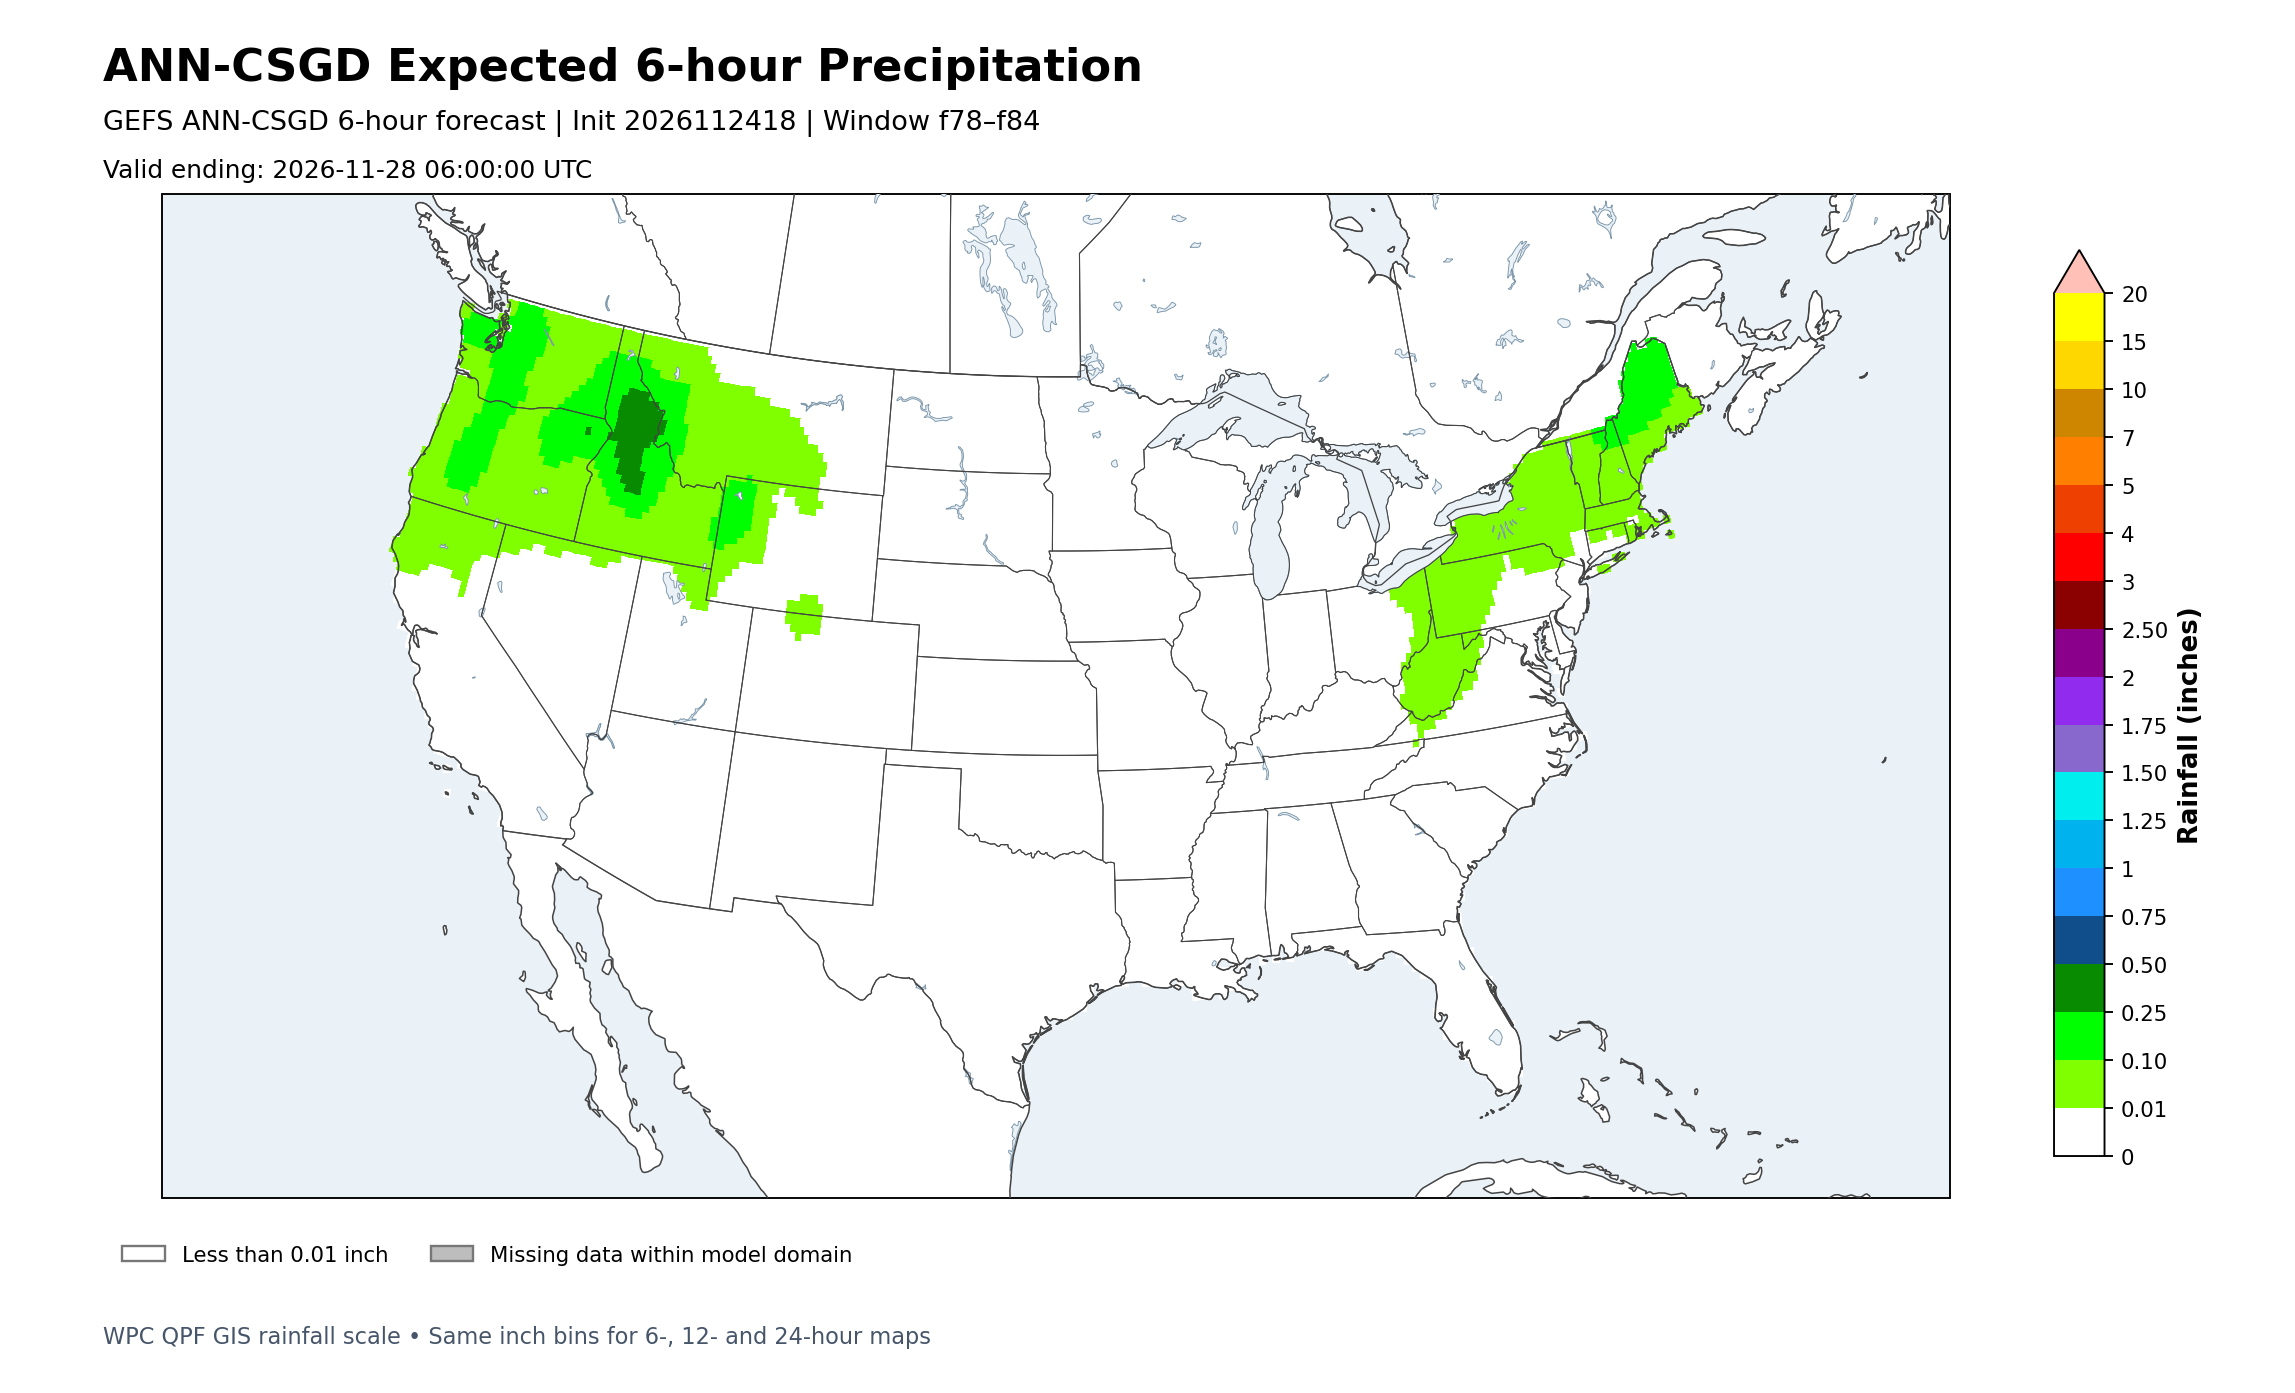 ANN-CSGD Expected 6-hour Precipitation
GEFS ANN-CSGD 6-hour forecast | Init 2026112418 | Window f78–f84
Valid ending: 2026-11-28 06:00:00 UTC
20
15
10
7
5
4
3
2.50
2
1.75
1.50
1.25
1
0.75
0.50
0.25
0.10
0.01
0
Rainfall (inches)
Less than 0.01 inch
Missing data within model domain
WPC QPF GIS rainfall scale • Same inch bins for 6-, 12- and 24-hour maps